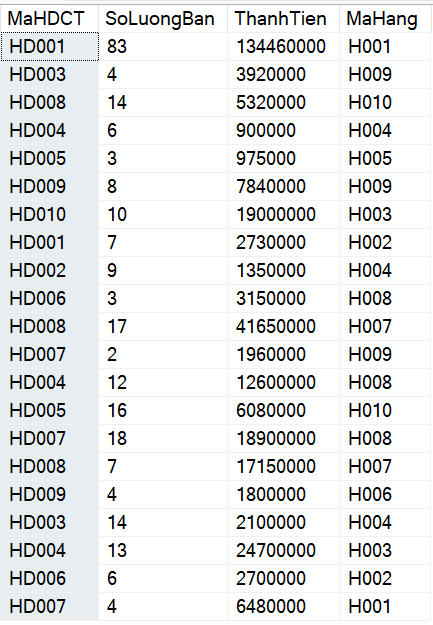 MaHDCT SoLuongBan ThanhTien MaHang
HD001 83 134460000 H001
HD003 4 3920000 H009
HD008 14 5320000 H010
HD004 6 900000 H004
HD005 3 975000 H005
HD009 8 7840000 H009
HD010 10 19000000 H003
HD001 7 2730000 H002
HD002 9 1350000 H004
HD006 3 3150000 H008
HD008 17 41650000 H007
HD007 2 1960000 H009
HD004 12 12600000 H008
HD005 16 6080000 H010
HD007 18 18900000 H008
HD008 7 17150000 H007
HD009 4 1800000 H006
HD003 14 2100000 H004
HD004 13 24700000 H003
HD006 6 2700000 H002
HD007 4 6480000 H001